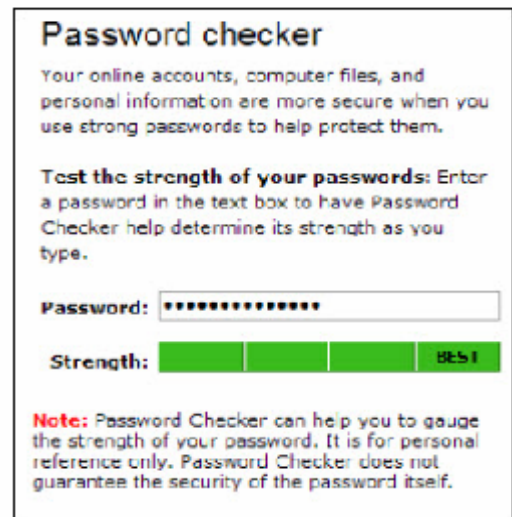 Password checker
Your online accounts, computer files, and
personal information are more secure when you
use strong passwords to help protect them.
Test the strength of your passwords: Enter
a password in the text box to have Password
Checker help determine its strength as you
type.
Password: ••••••••••••••
Strength: BEST
Note: Password Checker can help you to gauge
the strength of your password. It is for personal
reference only. Password Checker does not
guarantee the security of the password itself.